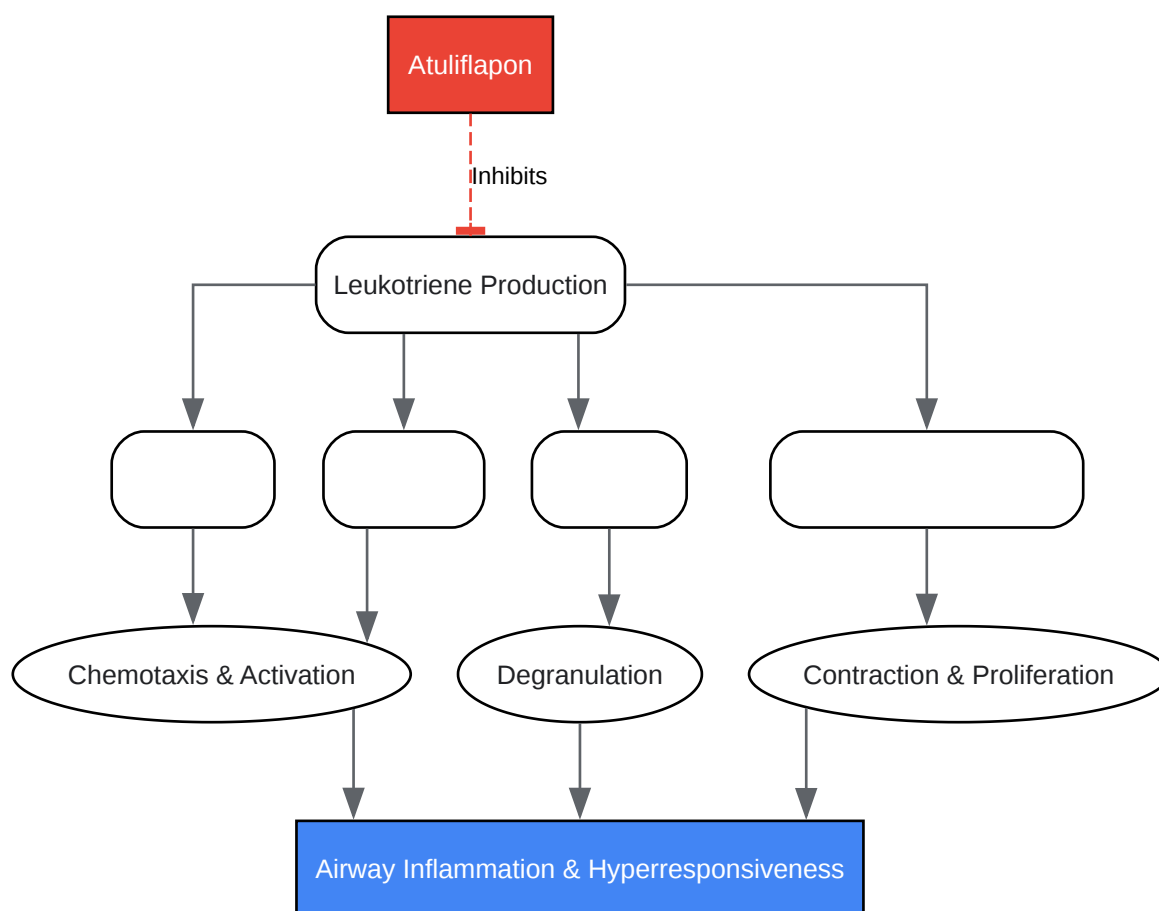 Atuliflapon
Inhibits
Leukotriene Production
Chemotaxis & Activation
Degranulation
Contraction & Proliferation
Airway Inflammation & Hyperresponsiveness